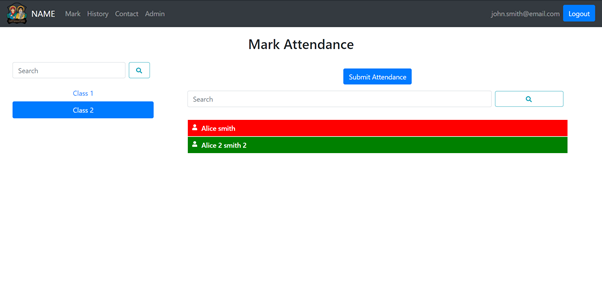 NAME Mark History Contact Admin john.smith@email.com Logout
Mark Attendance
Search
Class 1
Class 2
Submit Attendance
Search
Alice smith
Alice 2 smith 2